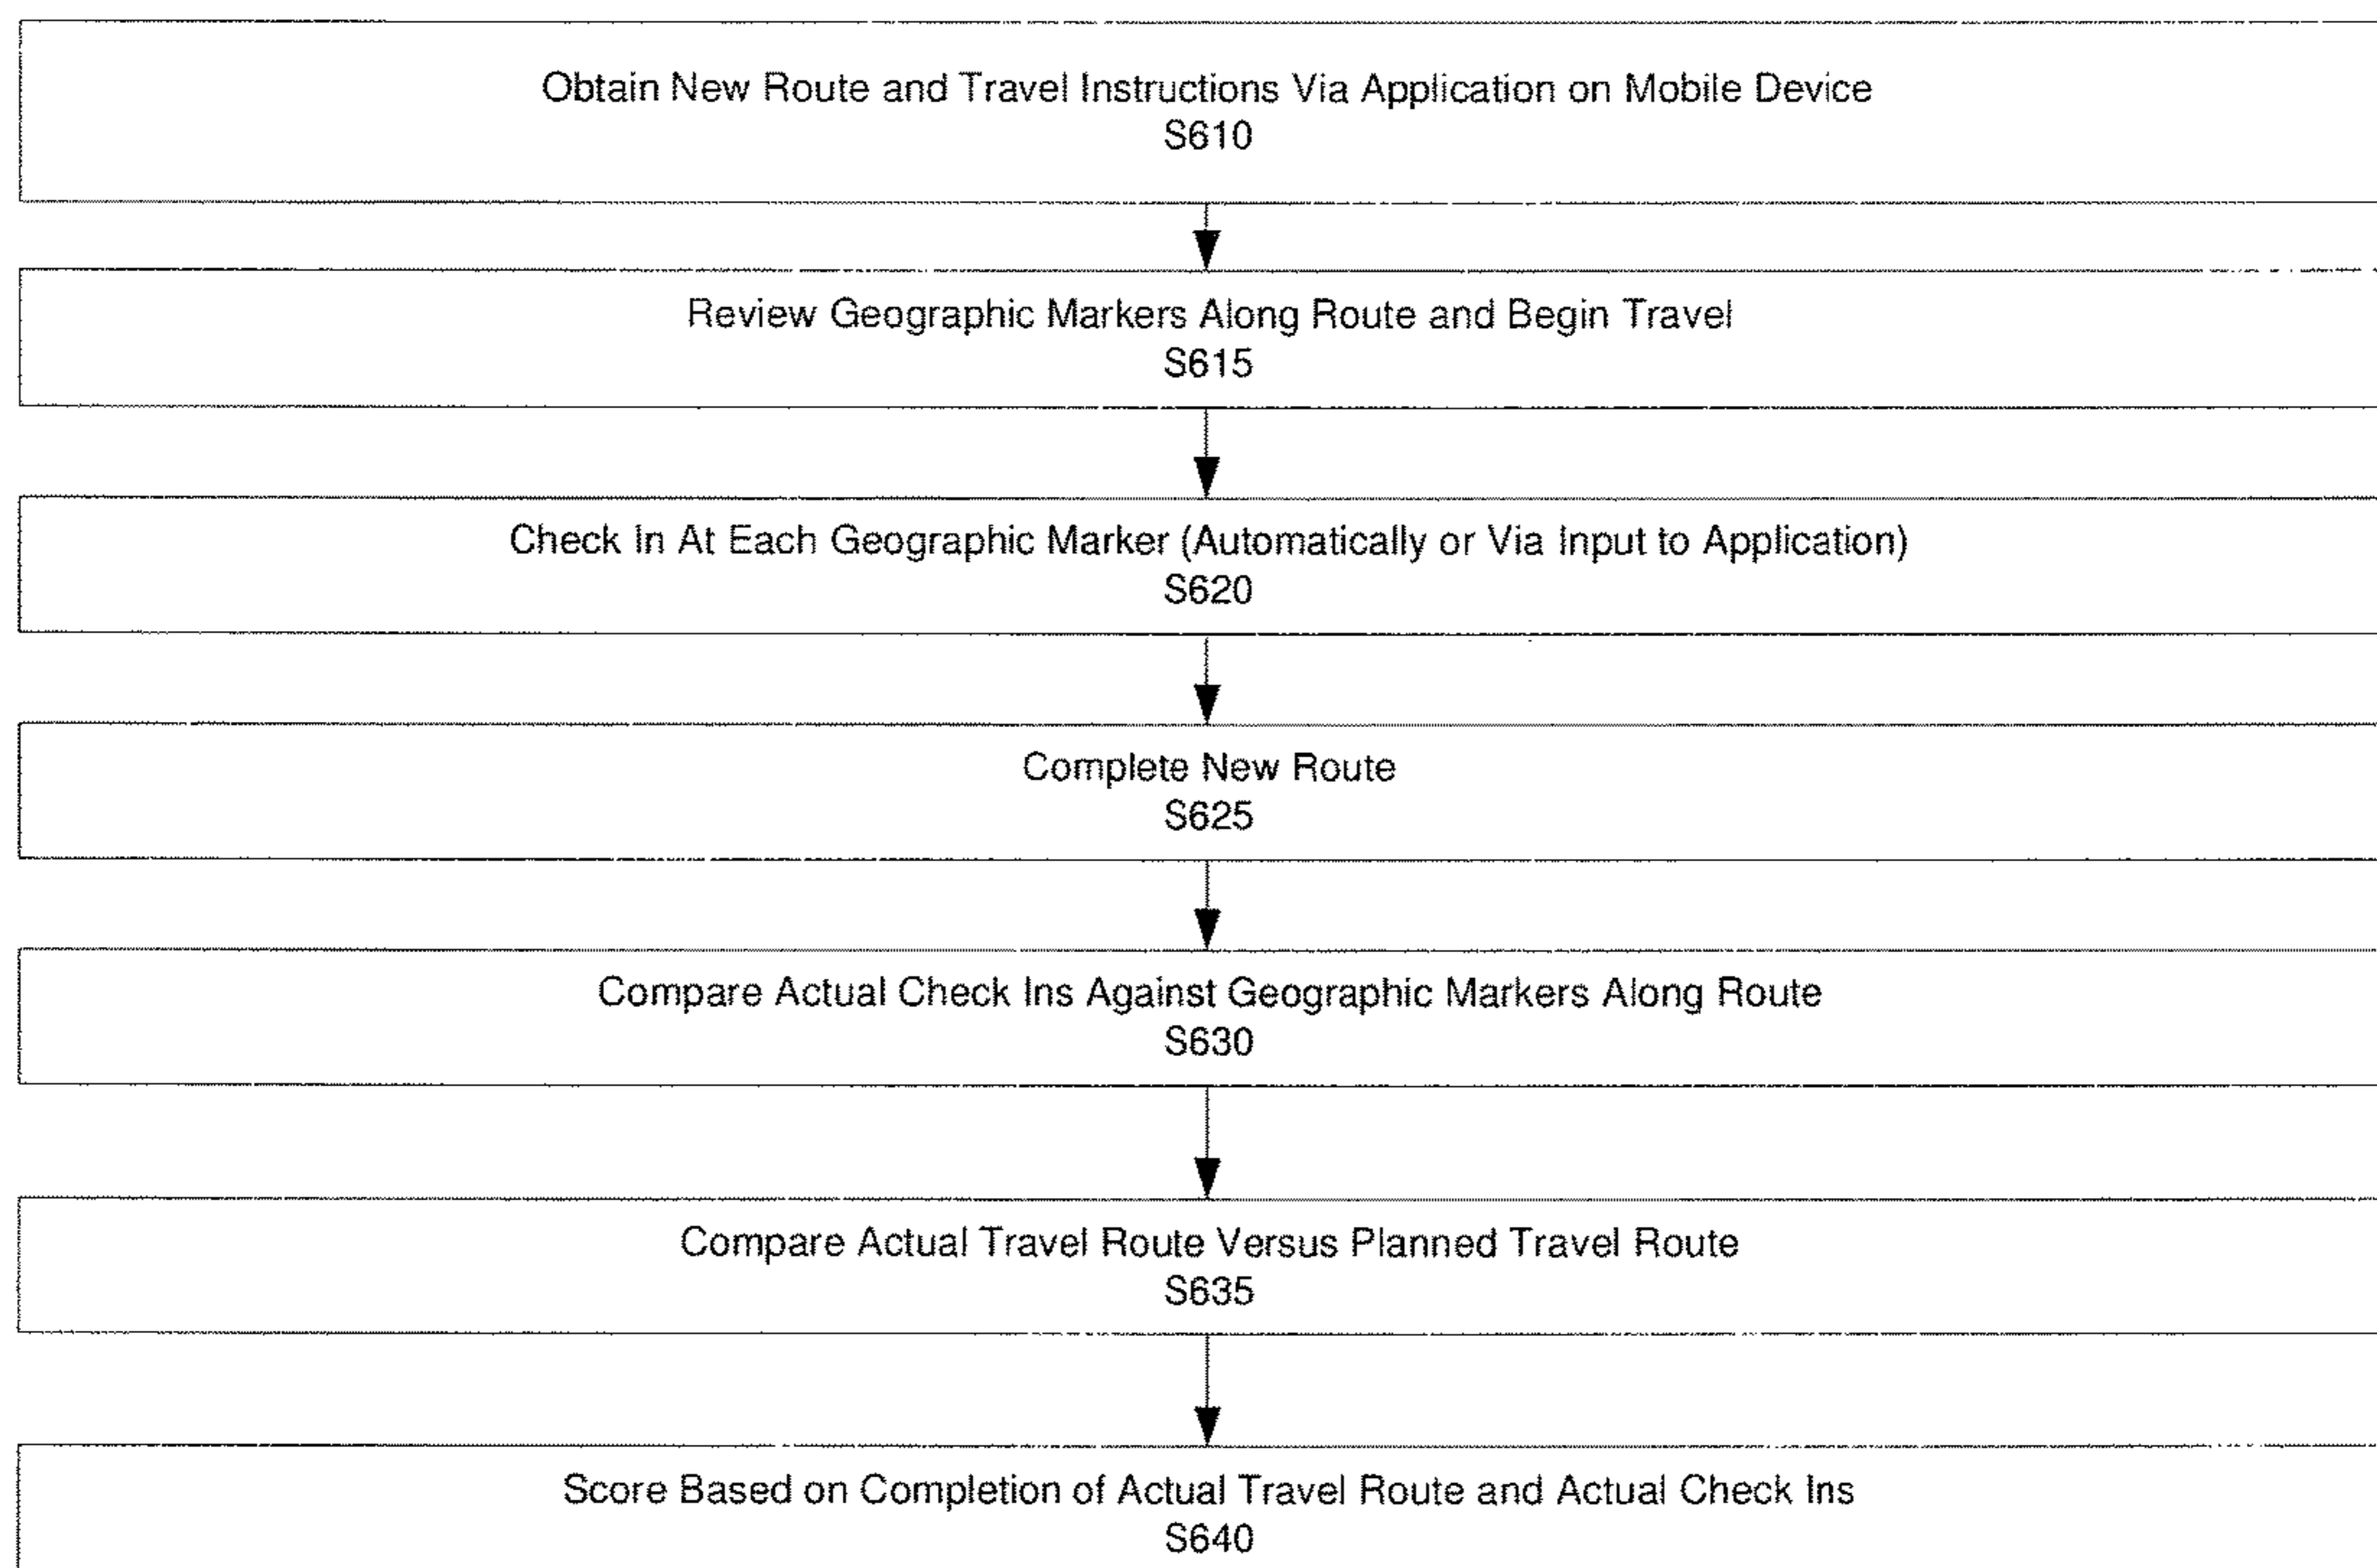 Obtain New Route and Travel Instructions Via Application on Mobile Device
S610
Review Geographic Markers Along Route and Begin Travel
S615
Check In At Each Geographic Marker (Automatically or Via Input to Application)
S620
Complete New Route
S625
Compare Actual Check Ins Against Geographic Markers Along Route
S630
Compare Actual Travel Route Versus Planned Travel Route
S635
Score Based on Completion of Actual Travel Route and Actual Check Ins
S640